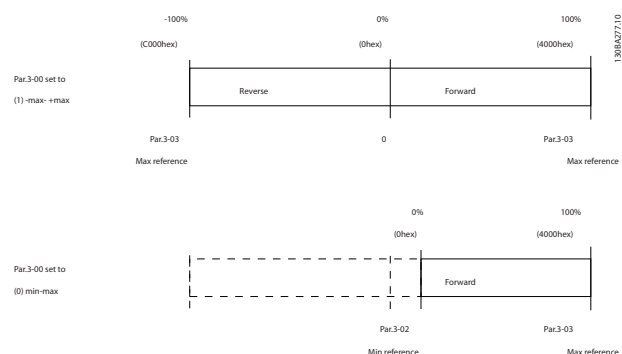 -100% 0% 100%
(C000hex) (0hex) (4000hex)
130BA277.10
Par.3-00 set to
(1) -max- +max
Reverse Forward
Par.3-03 0 Par.3-03
Max reference Max reference
0% 100%
(0hex) (4000hex)
Par.3-00 set to
(0) min-max
Forward
Par.3-02 Par.3-03
Min reference Max reference